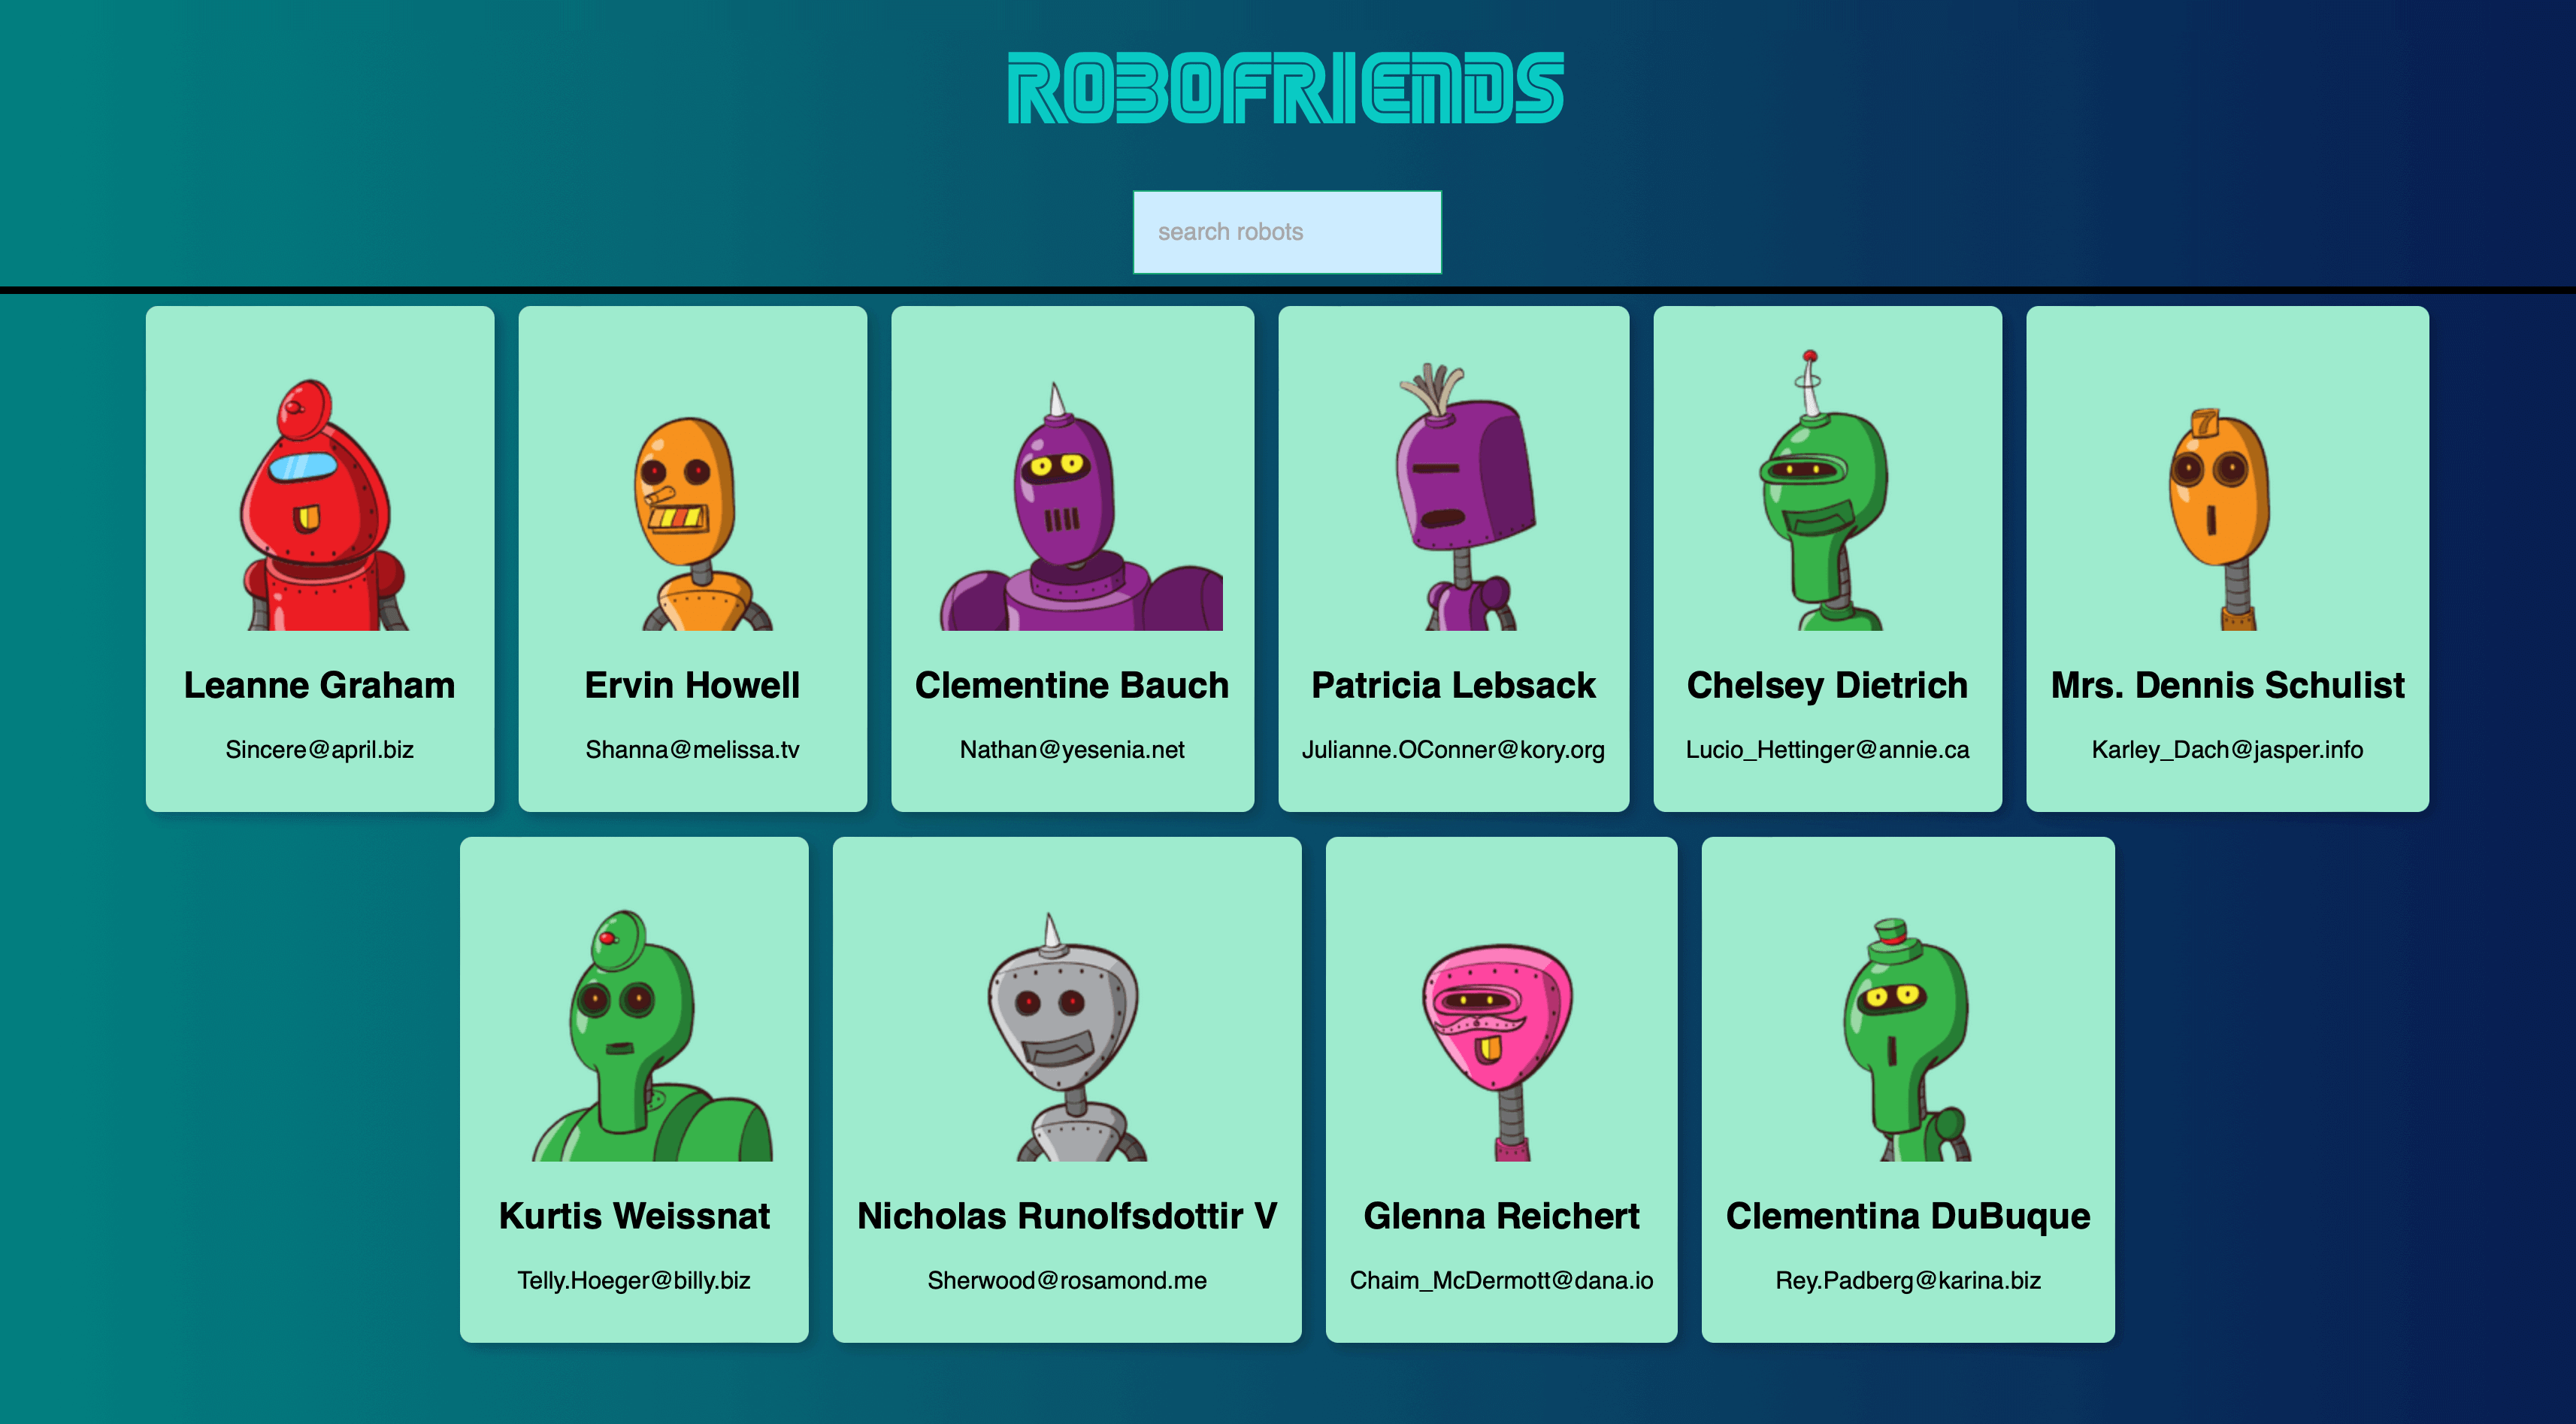 ROBOFRIENDS
search robots
7
Leanne Graham
Sincere@april.biz
Ervin Howell
Shanna@melissa.tv
Clementine Bauch
Nathan@yesenia.net
Patricia Lebsack
Julianne.OConner@kory.org
Chelsey Dietrich
Lucio_Hettinger@annie.ca
Mrs. Dennis Schulist
Karley_Dach@jasper.info
Kurtis Weissnat
Telly.Hoeger@billy.biz
Nicholas Runolfsdottir V
Sherwood@rosamond.me
Glenna Reichert
Chaim_McDermott@dana.io
Clementina DuBuque
Rey.Padberg@karina.biz